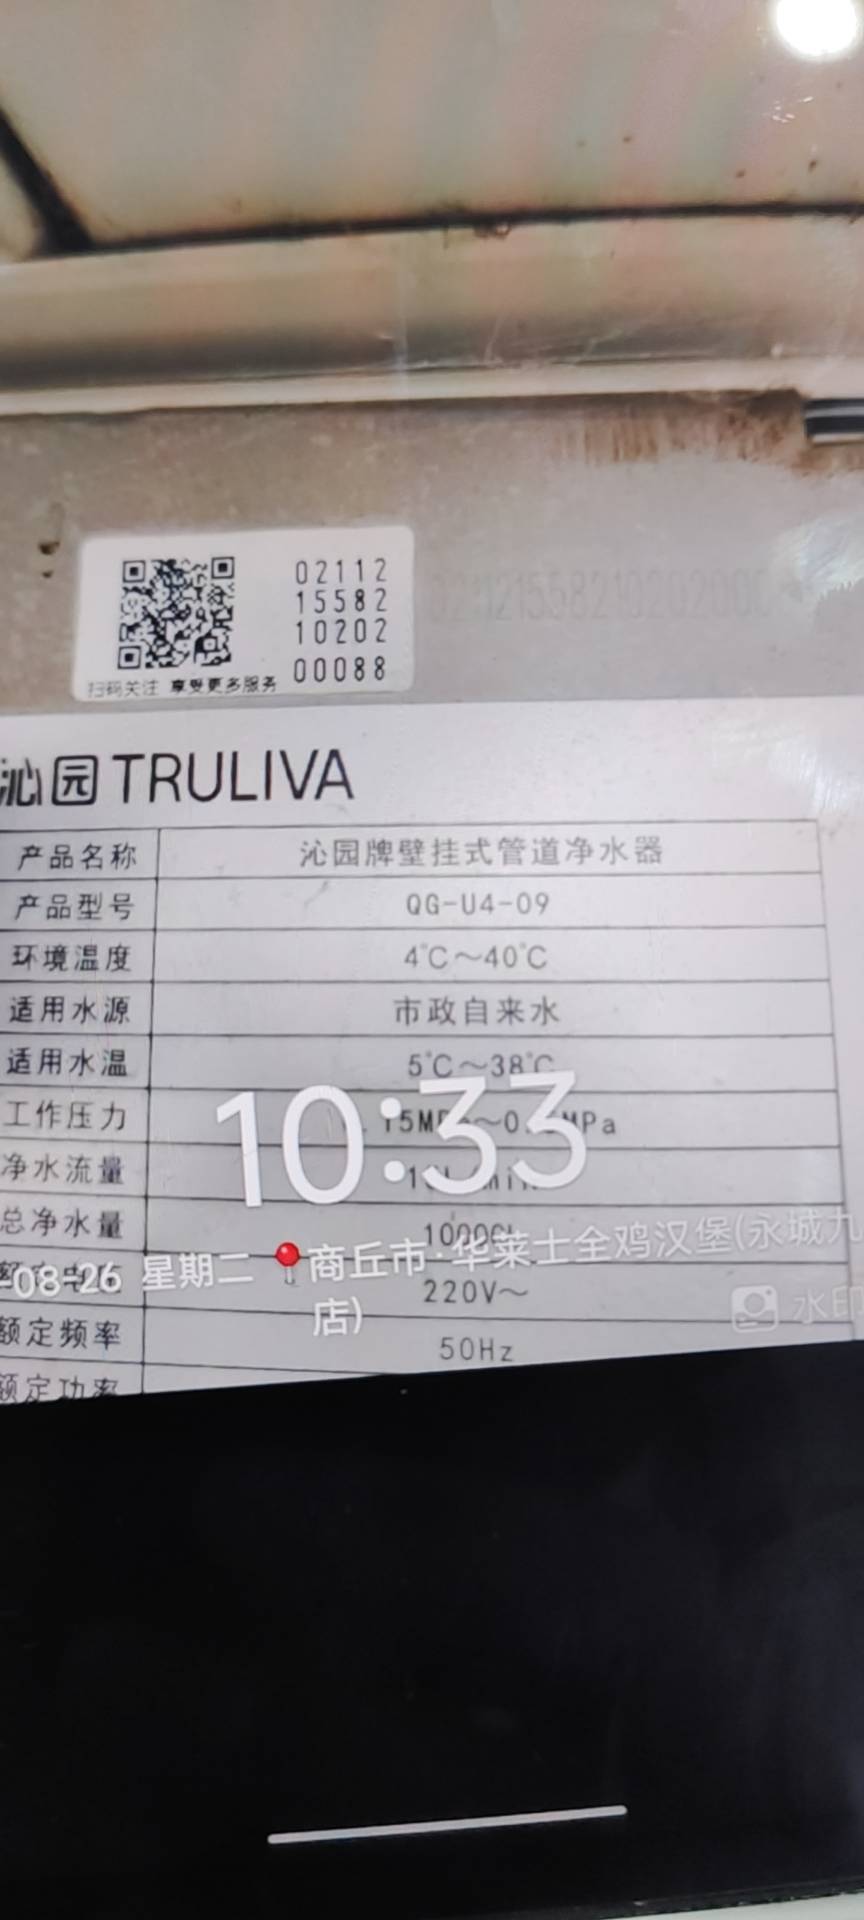 02112
15582
10202
00088
扫码关注 享受更多服务
沁园 TRULIVA
产品名称 沁园牌壁挂式管道净水器
产品型号 QG-U4-09
环境温度 4℃～40℃
适用水源 市政自来水
适用水温 5℃～38℃
工作压力
10:33
净水流量
总净水量
-08-26 星期二 商丘市·华莱士全鸡汉堡(永城九
店)
220V～
水印
额定频率 50Hz
额定功率